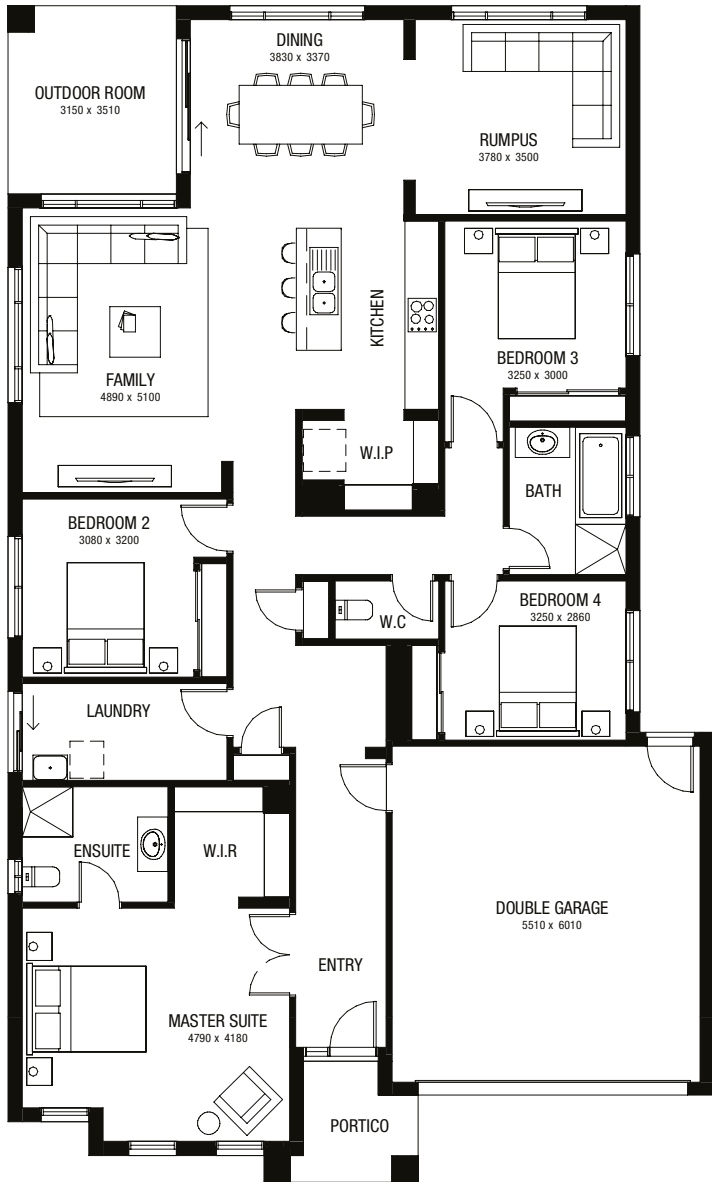 DINING
3830 x 3370
OUTDOOR ROOM
3150 x 3510
RUMPUS
3780 x 3500
KITCHEN
BEDROOM 3
3250 x 3000
FAMILY
4890 x 5100
W.I.P
BATH
BEDROOM 2
3080 x 3200
BEDROOM 4
3250 x 2860
W.C
LAUNDRY
ENSUITE
W.I.R
DOUBLE GARAGE
5510 x 6010
ENTRY
MASTER SUITE
4790 x 4180
PORTICO